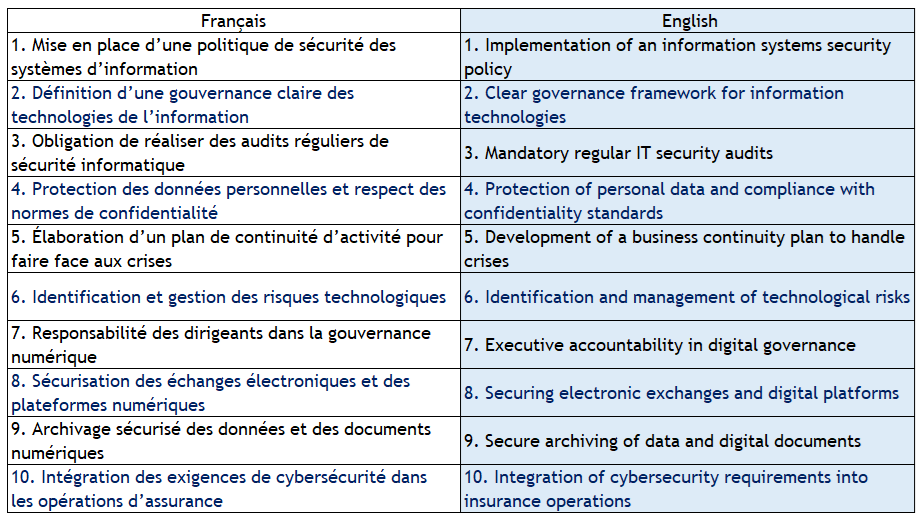 Français
English
1. Mise en place d’une politique de sécurité des
systèmes d’information
1. Implementation of an information systems security
policy
2. Définition d’une gouvernance claire des
technologies de l’information
2. Clear governance framework for information
technologies
3. Obligation de réaliser des audits réguliers de
sécurité informatique
3. Mandatory regular IT security audits
4. Protection des données personnelles et respect des
normes de confidentialité
4. Protection of personal data and compliance with
confidentiality standards
5. Élaboration d’un plan de continuité d’activité pour
faire face aux crises
5. Development of a business continuity plan to handle
crises
6. Identification et gestion des risques technologiques
6. Identification and management of technological risks
7. Responsabilité des dirigeants dans la gouvernance
numérique
7. Executive accountability in digital governance
8. Sécurisation des échanges électroniques et des
plateformes numériques
8. Securing electronic exchanges and digital platforms
9. Archivage sécurisé des données et des documents
numériques
9. Secure archiving of data and digital documents
10. Intégration des exigences de cybersécurité dans
les opérations d’assurance
10. Integration of cybersecurity requirements into
insurance operations